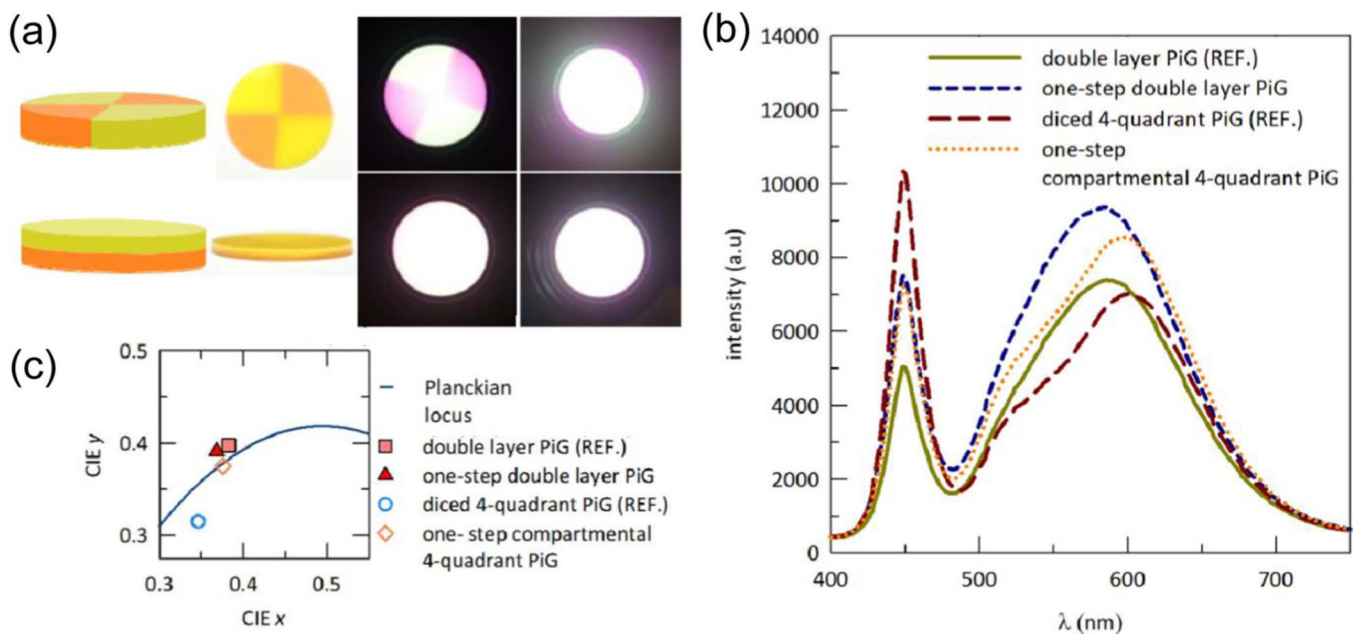 (a)
(b)
14000
12000
10000
8000
6000
4000
2000
0
intensity (a.u)
double layer PiG (REF.)
one-step double layer PiG
diced 4-quadrant PiG (REF.)
one-step
compartmental 4-quadrant PiG
400
500
600
700
λ (nm)
(c)
0.5
0.4
0.3
CIE y
0.3
0.4
0.5
CIE x
Planckian
locus
double layer PiG (REF.)
one-step double layer PiG
diced 4-quadrant PiG (REF.)
one- step compartmental
4-quadrant PiG